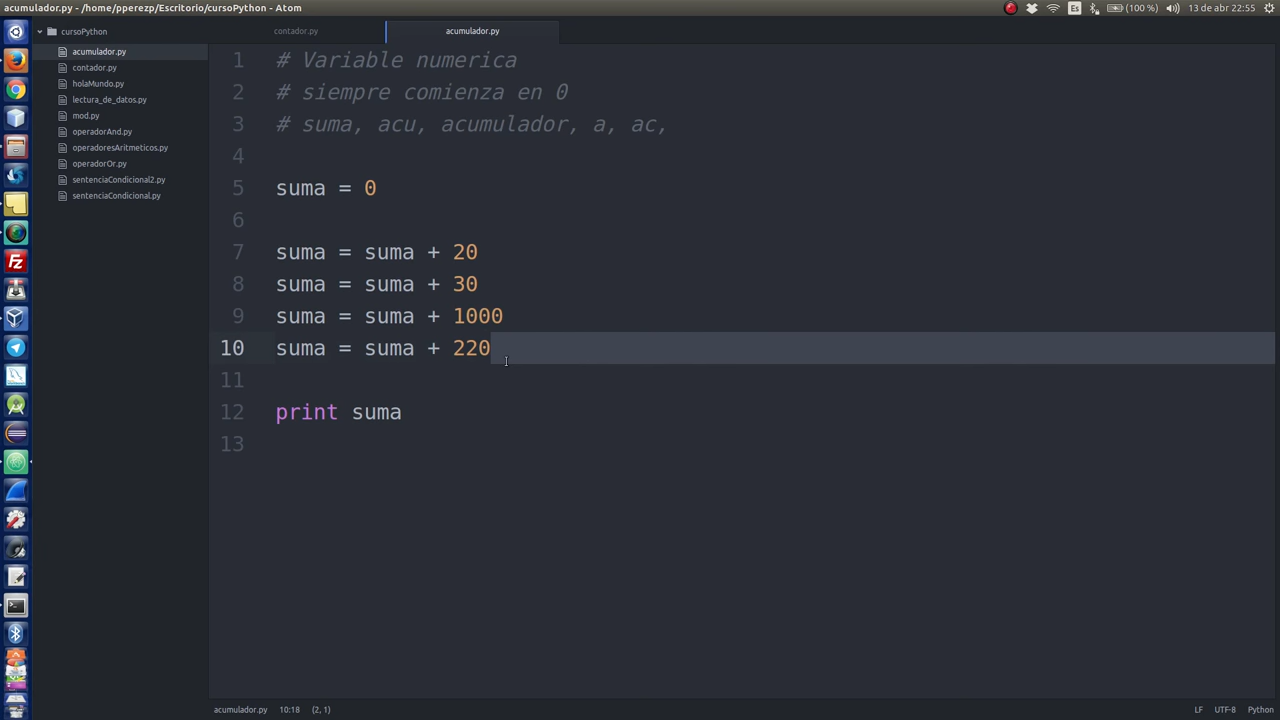 acumulador.py - /home/pperezp/Escritorio/cursoPython - Atom
Es
(100 %)
13 de abr 22:55
cursoPython
acumulador.py
contador.py
holaMundo.py
lectura_de_datos.py
mod.py
operadorAnd.py
operadoresAritmeticos.py
operadorOr.py
sentenciaCondicional2.py
sentenciaCondicional.py
contador.py
acumulador.py
1 # Variable numerica
2 # siempre comienza en 0
3 # suma, acu, acumulador, a, ac,
4
5 suma = 0
6
7 suma = suma + 20
8 suma = suma + 30
9 suma = suma + 1000
10 suma = suma + 220
11
12 print suma
13
Fz
acumulador.py 10:18 (2, 1)
LF UTF-8 Python